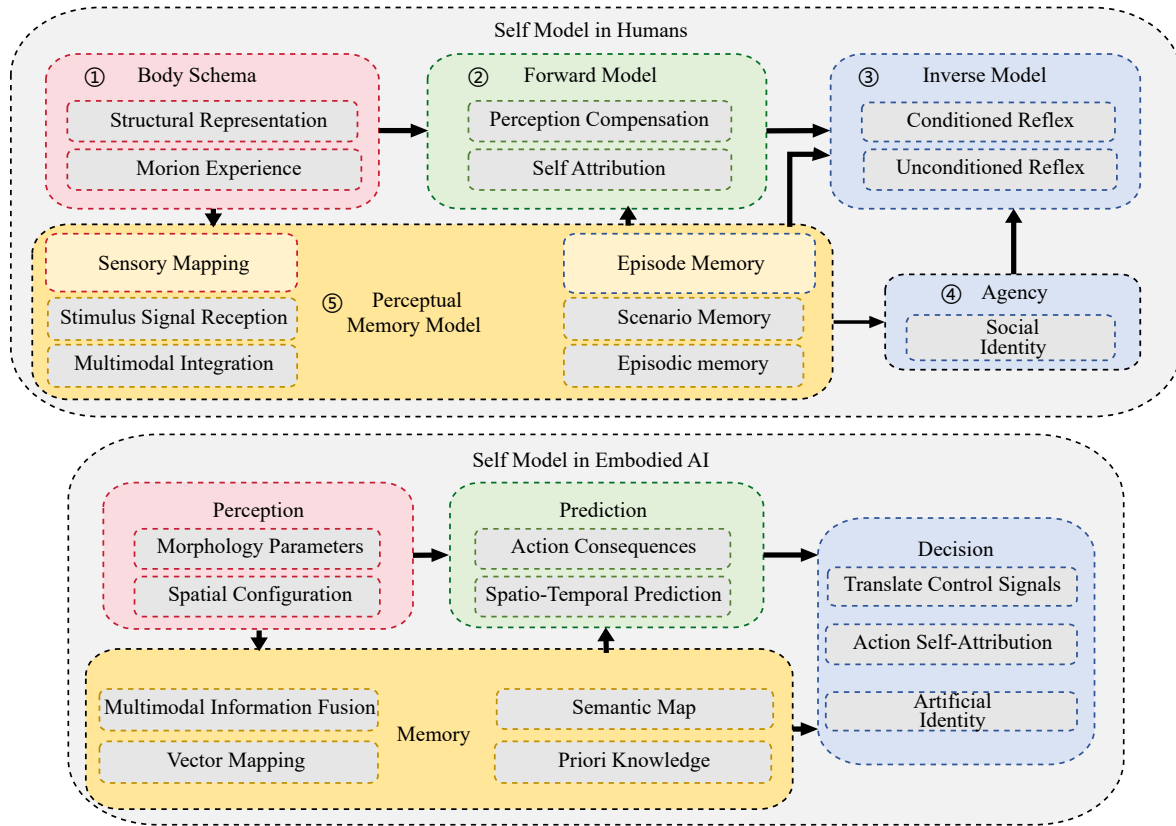 Self Model in Humans
① Body Schema
Structural Representation
Morion Experience
② Forward Model
Perception Compensation
Self Attribution
③ Inverse Model
Conditioned Reflex
Unconditioned Reflex
Sensory Mapping
Stimulus Signal Reception
Multimodal Integration
⑤ Perceptual
Memory Model
Episode Memory
Scenario Memory
Episodic memory
④ Agency
Social
Identity
Self Model in Embodied AI
Perception
Morphology Parameters
Spatial Configuration
Prediction
Action Consequences
Spatio-Temporal Prediction
Decision
Translate Control Signals
Action Self-Attribution
Artificial
Identity
Multimodal Information Fusion
Vector Mapping
Memory
Semantic Map
Priori Knowledge